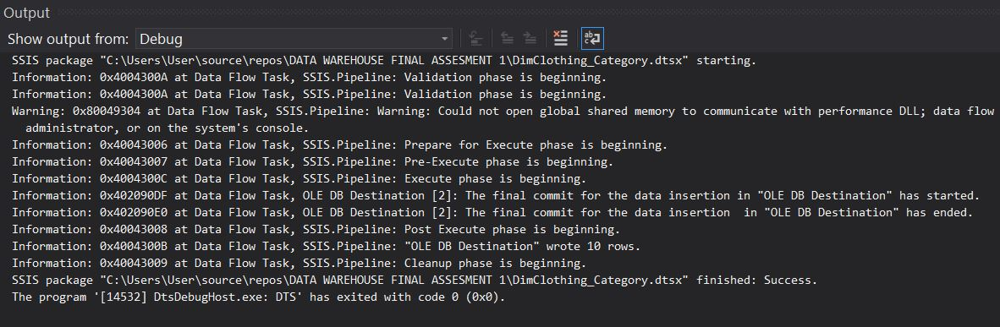 Output
Show output from: Debug
SSIS package "C:\Users\User\source\repos\DATA WAREHOUSE FINAL ASSESMENT 1\DimClothing_Category.dtsx" starting.
Information: 0x4004300A at Data Flow Task, SSIS.Pipeline: Validation phase is beginning.
Information: 0x4004300A at Data Flow Task, SSIS.Pipeline: Validation phase is beginning.
Warning: 0x80049304 at Data Flow Task, SSIS.Pipeline: Warning: Could not open global shared memory to communicate with performance DLL; data flow
administrator, or on the system's console.
Information: 0x40043006 at Data Flow Task, SSIS.Pipeline: Prepare for Execute phase is beginning.
Information: 0x40043007 at Data Flow Task, SSIS.Pipeline: Pre-Execute phase is beginning.
Information: 0x4004300C at Data Flow Task, SSIS.Pipeline: Execute phase is beginning.
Information: 0x402090DF at Data Flow Task, OLE DB Destination [2]: The final commit for the data insertion in "OLE DB Destination" has started.
Information: 0x402090E0 at Data Flow Task, OLE DB Destination [2]: The final commit for the data insertion  in "OLE DB Destination" has ended.
Information: 0x40043008 at Data Flow Task, SSIS.Pipeline: Post Execute phase is beginning.
Information: 0x4004300B at Data Flow Task, SSIS.Pipeline: "OLE DB Destination" wrote 10 rows.
Information: 0x40043009 at Data Flow Task, SSIS.Pipeline: Cleanup phase is beginning.
SSIS package "C:\Users\User\source\repos\DATA WAREHOUSE FINAL ASSESMENT 1\DimClothing_Category.dtsx" finished: Success.
The program '[14532] DtsDebugHost.exe: DTS' has exited with code 0 (0x0).